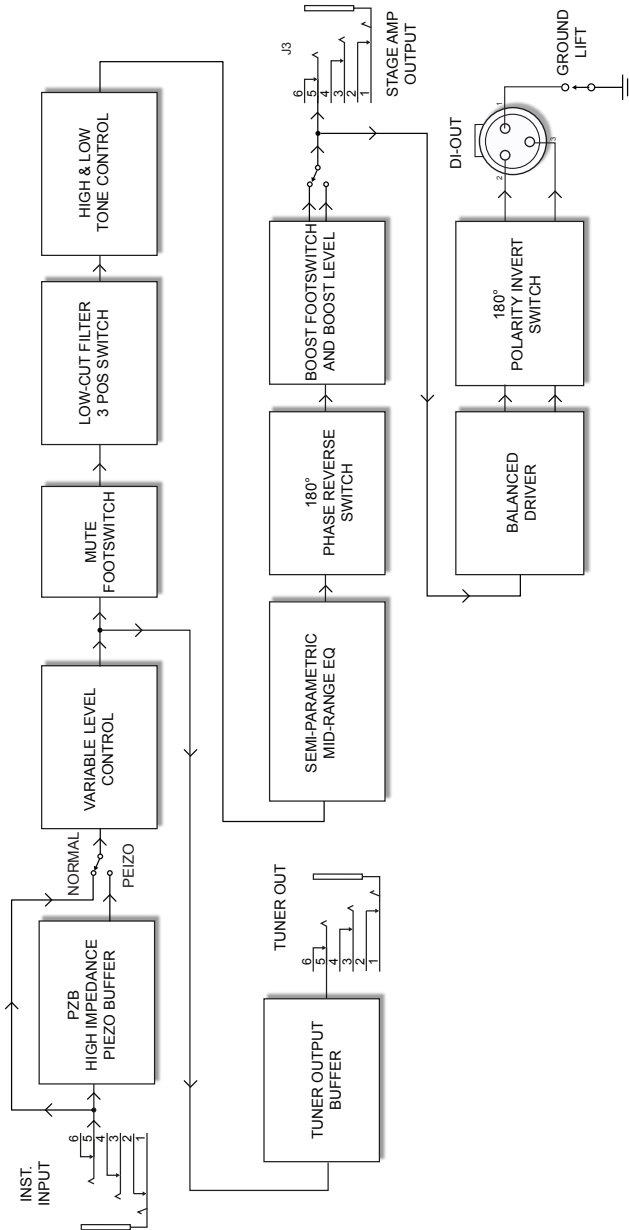 INST.
INPUT
6
5
4
3
2
1
PZB
HIGH IMPEDANCE
PIEZO BUFFER
NORMAL
PEIZO
VARIABLE LEVEL
CONTROL
MUTE
FOOTSWITCH
LOW-CUT FILTER
3 POS SWITCH
HIGH & LOW
TONE CONTROL
TUNER OUTPUT
BUFFER
6
5
4
3
2
1
TUNER OUT
SEMI-PARAMETRIC
MID-RANGE EQ
180°
PHASE REVERSE
SWITCH
BOOST FOOTSWITCH
AND BOOST LEVEL
J3
6
5
4
3
2
1
STAGE AMP
OUTPUT
BALANCED
DRIVER
180°
POLARITY INVERT
SWITCH
DI-OUT
2
1
3
GROUND
LIFT